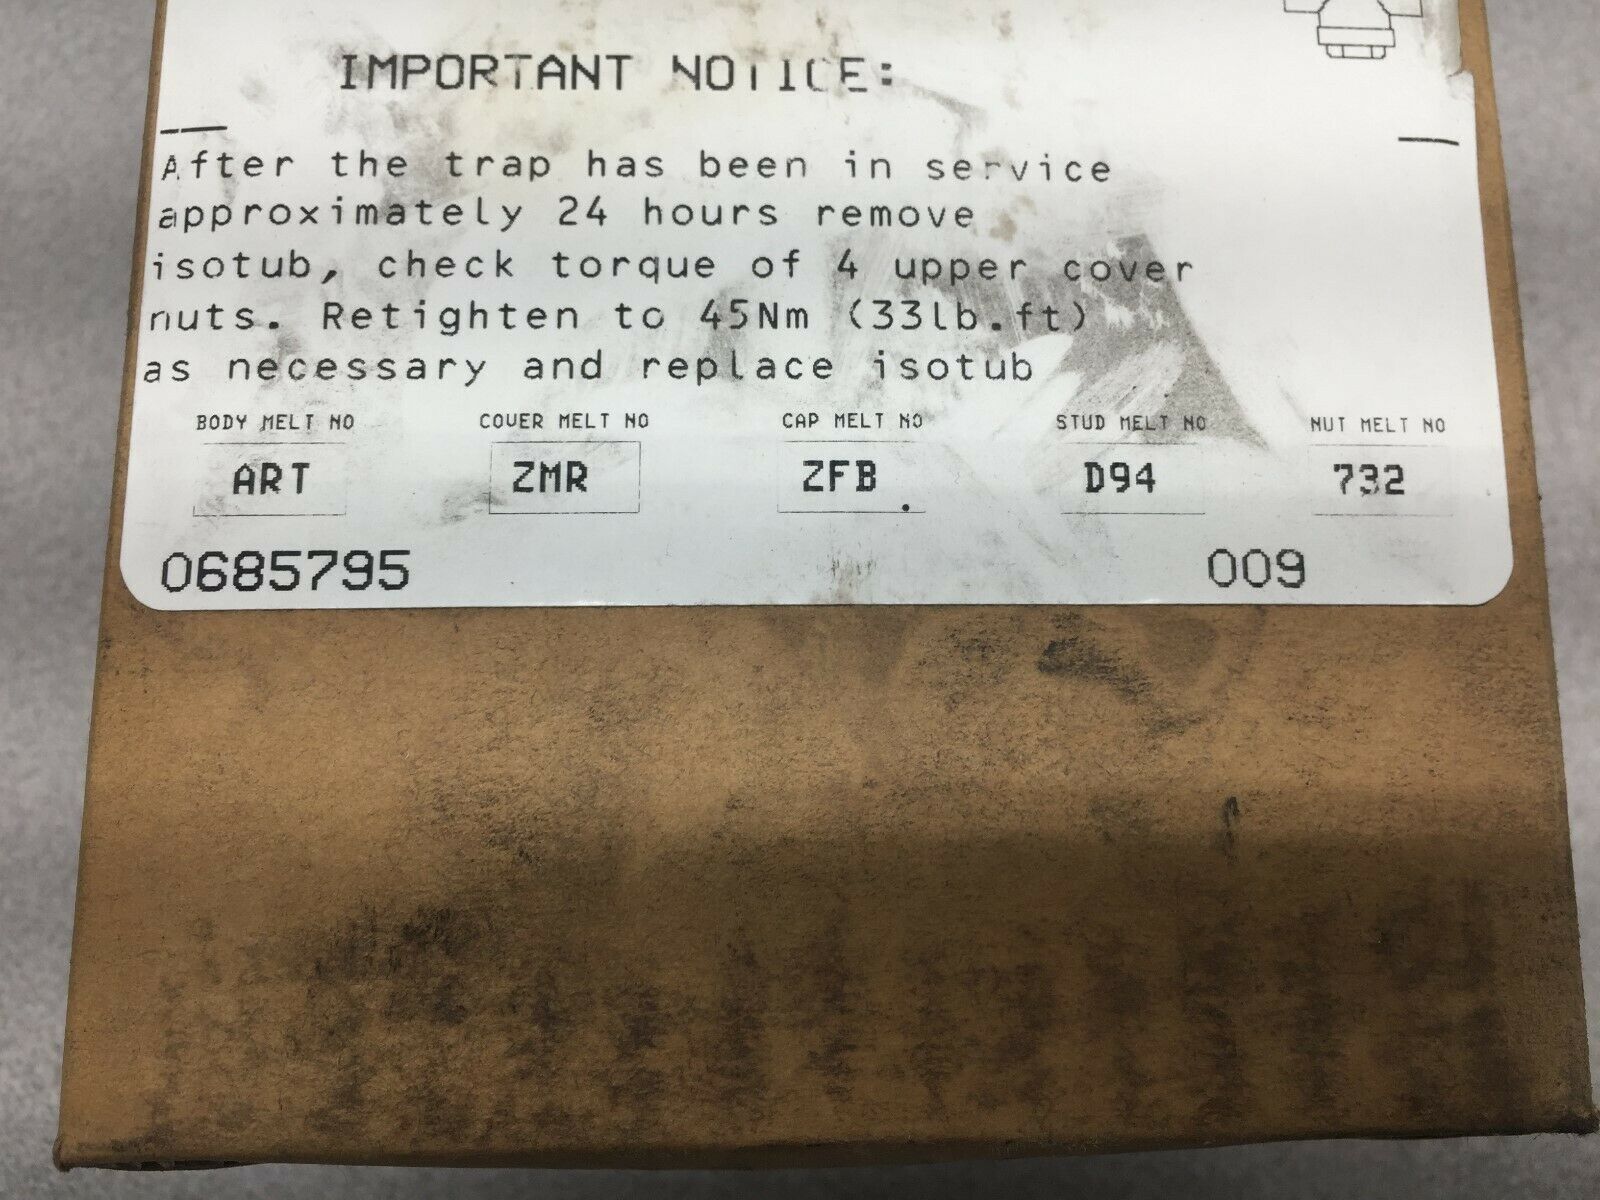 IMPORTANT NOTICE:
After the trap has been in service
approximately 24 hours remove
isotub, check torque of 4 upper cover
nuts. Retighten to 45Nm (33lb.ft)
as necessary and replace isotub
BODY MELT NO COVER MELT NO CAP MELT NO STUD MELT NO NUT MELT NO
ART ZMR ZFB D94 732
0685795 009